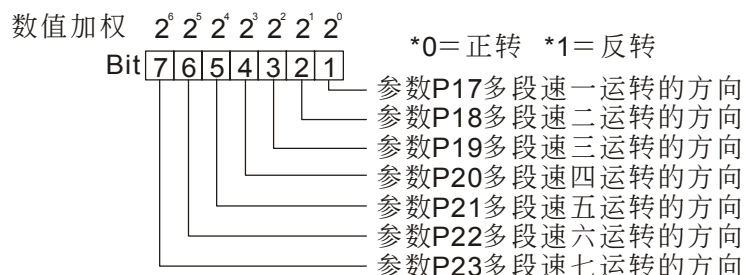 数值加权 2⁶ 2⁵ 2⁴ 2³ 2² 2¹ 2⁰
*0＝正转 *1＝反转
Bit 7 6 5 4 3 2 1
参数P17多段速一运转的方向
参数P18多段速二运转的方向
参数P19多段速三运转的方向
参数P20多段速四运转的方向
参数P21多段速五运转的方向
参数P22多段速六运转的方向
参数P23多段速七运转的方向